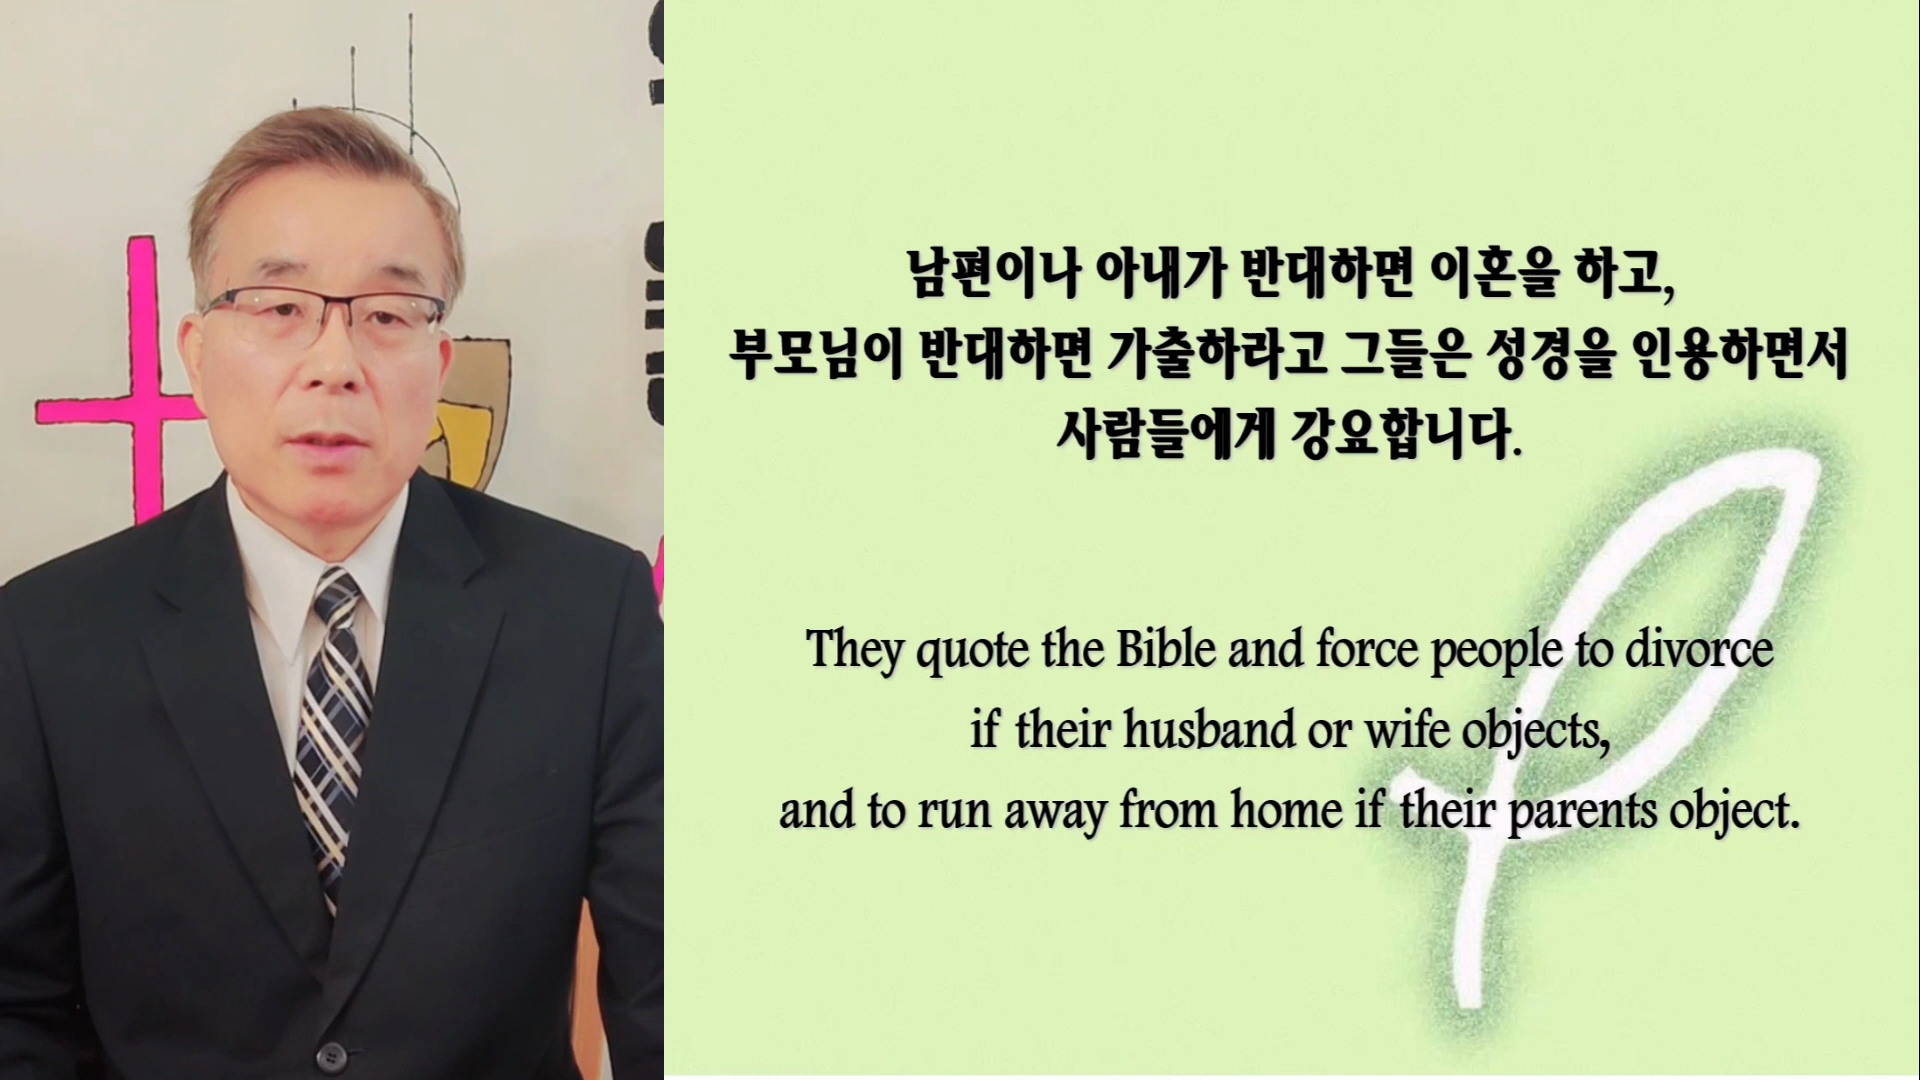 남편이나 아내가 반대하면 이혼을 하고,
부모님이 반대하면 가출하라고 그들은 성경을 인용하면서
사람들에게 강요합니다.
They quote the Bible and force people to divorce
if their husband or wife objects,
and to run away from home if their parents object.